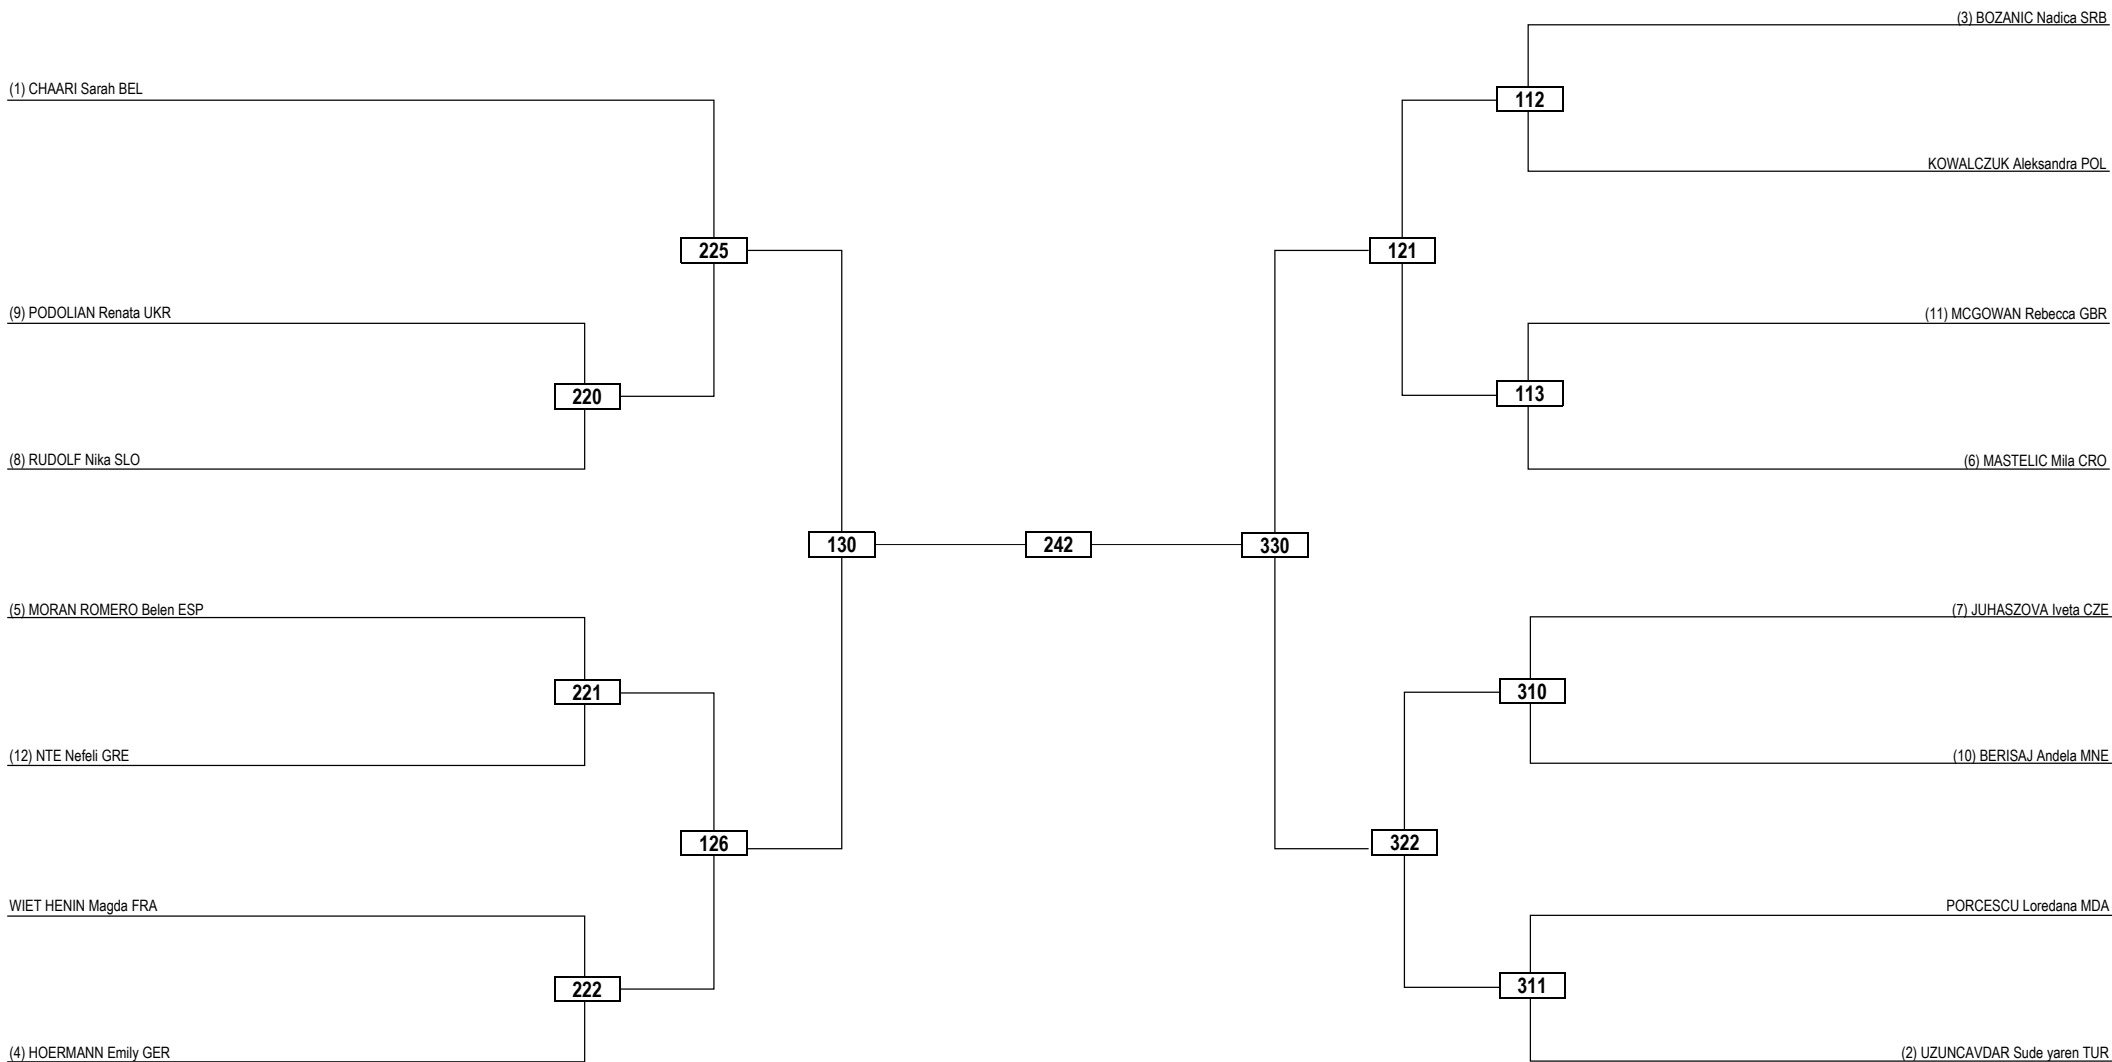 (3) BOZANIC Nadica SRB
(1) CHAARI Sarah BEL
112
KOWALCZUK Aleksandra POL
225
121
(9) PODOLIAN Renata UKR
(11) MCGOWAN Rebecca GBR
220
113
(8) RUDOLF Nika SLO
(6) MASTELIC Mila CRO
130
242
330
(5) MORAN ROMERO Belen ESP
(7) JUHASZOVA Iveta CZE
221
310
(12) NTE Nefeli GRE
(10) BERISAJ Andela MNE
126
322
WIET HENIN Magda FRA
PORCESCU Loredana MDA
222
311
(4) HOERMANN Emily GER
(2) UZUNCAVDAR Sude yaren TUR